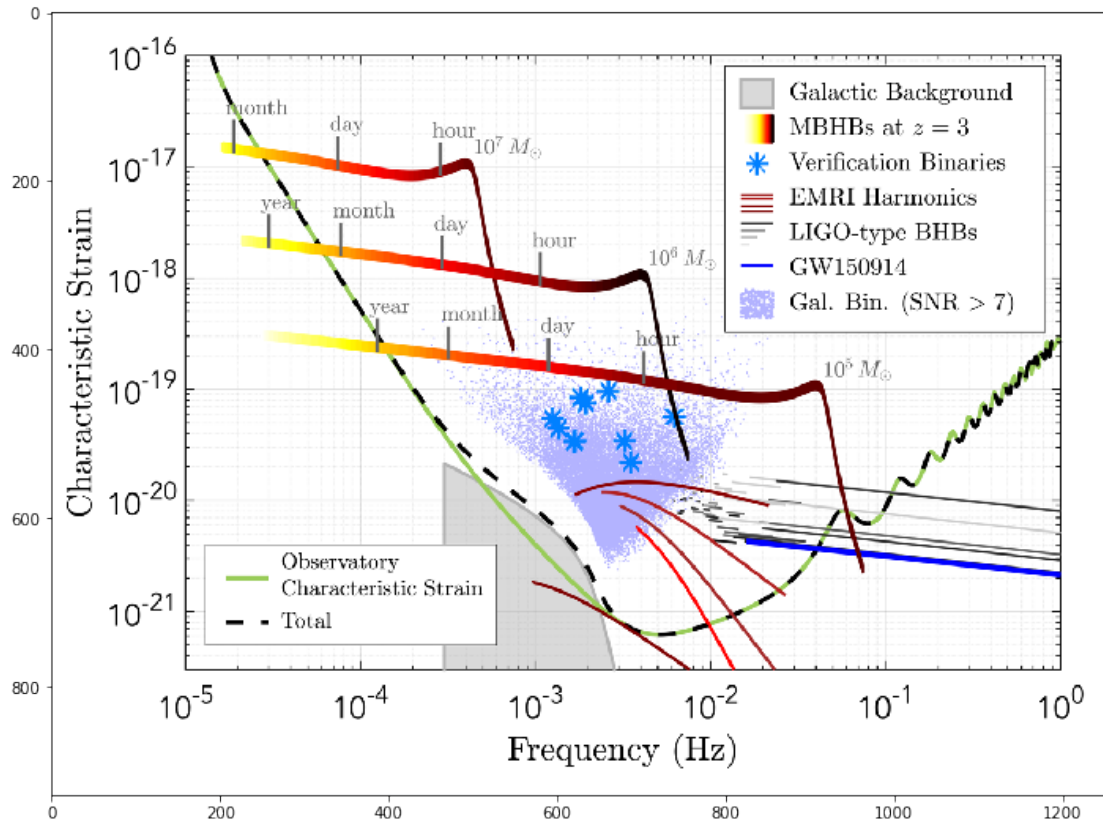 0
200
400
600
800
10^-16
10^-17
10^-18
10^-19
10^-20
10^-21
Characteristic Strain
month
day
hour
10^7 M_⊙
year
month
day
hour
10^6 M_⊙
year
month
day
hour
10^5 M_⊙
Galactic Background
MBHBs at z = 3
Verification Binaries
EMRI Harmonics
LIGO-type BHBs
GW150914
Gal. Bin. (SNR > 7)
Observatory
Characteristic Strain
Total
10^-5 10^-4 10^-3 10^-2 10^-1 10^0
Frequency (Hz)
0 200 400 600 800 1000 1200